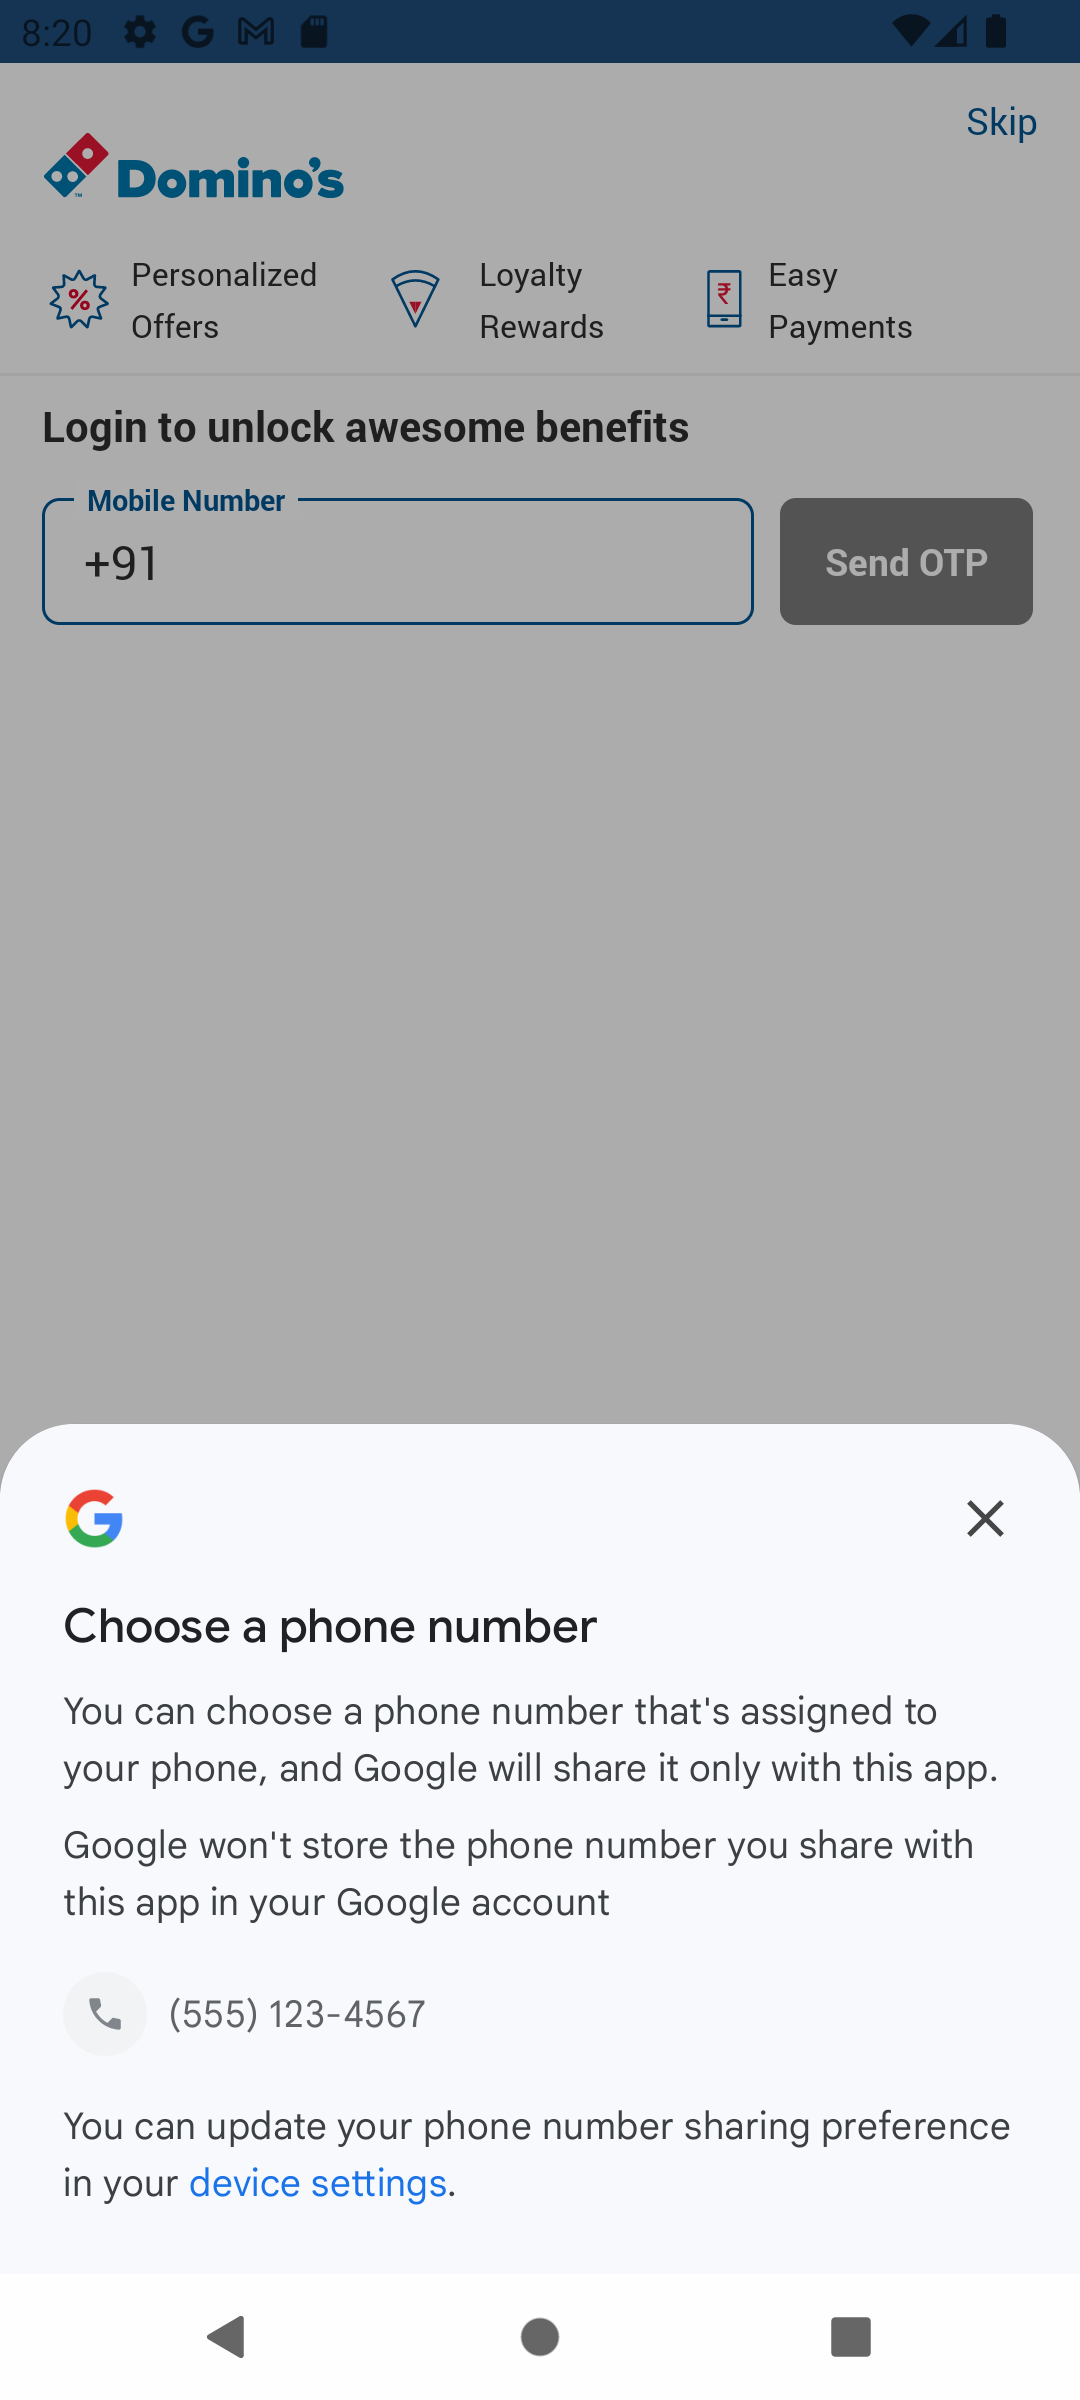 8:20
Skip
Domino's
Personalized
Offers
Loyalty
Rewards
Easy
Payments
Login to unlock awesome benefits
Mobile Number
+91
Send OTP
Choose a phone number
You can choose a phone number that's assigned to
your phone, and Google will share it only with this app.
Google won't store the phone number you share with
this app in your Google account
(555) 123-4567
You can update your phone number sharing preference
in your device settings.